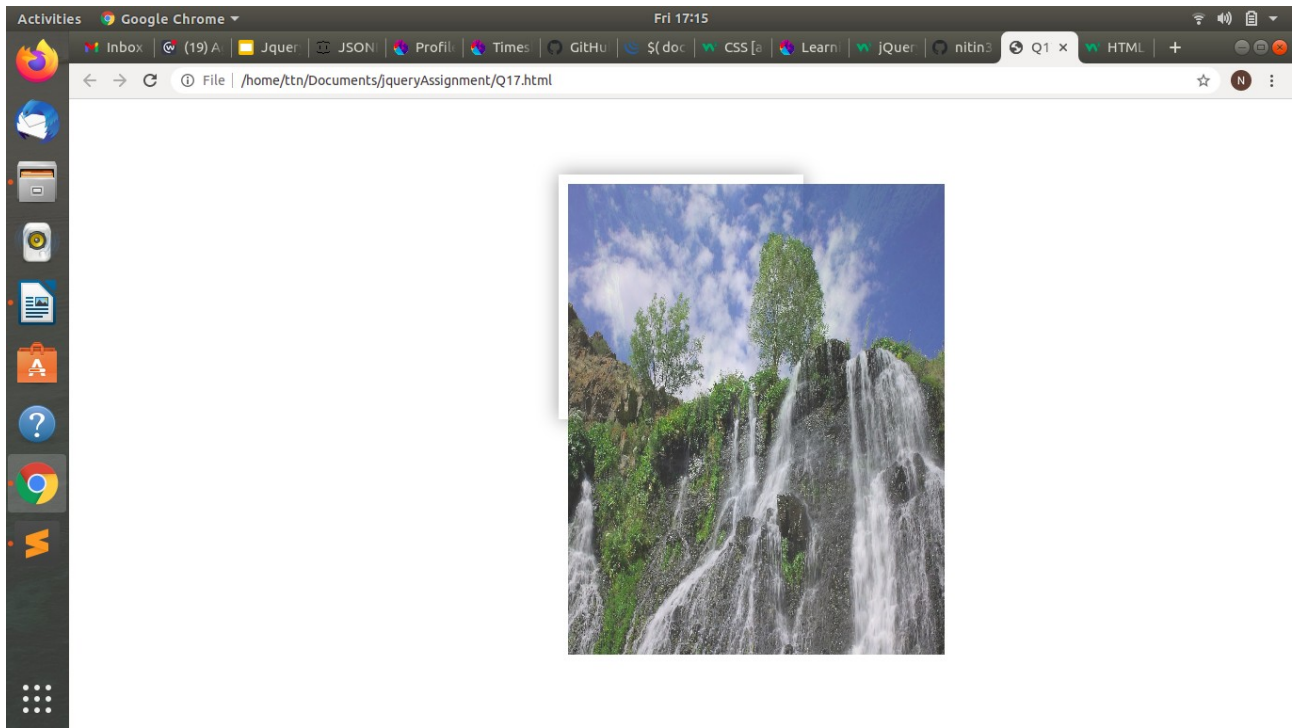 Activities Google Chrome Fri 17:15
Inbox (19) A Jquer JSON Profil Times GitHu $( doc CSS [a Learn jQuer nitin3 Q1 × HTML +
File /home/ttn/Documents/jqueryAssignment/Q17.html N